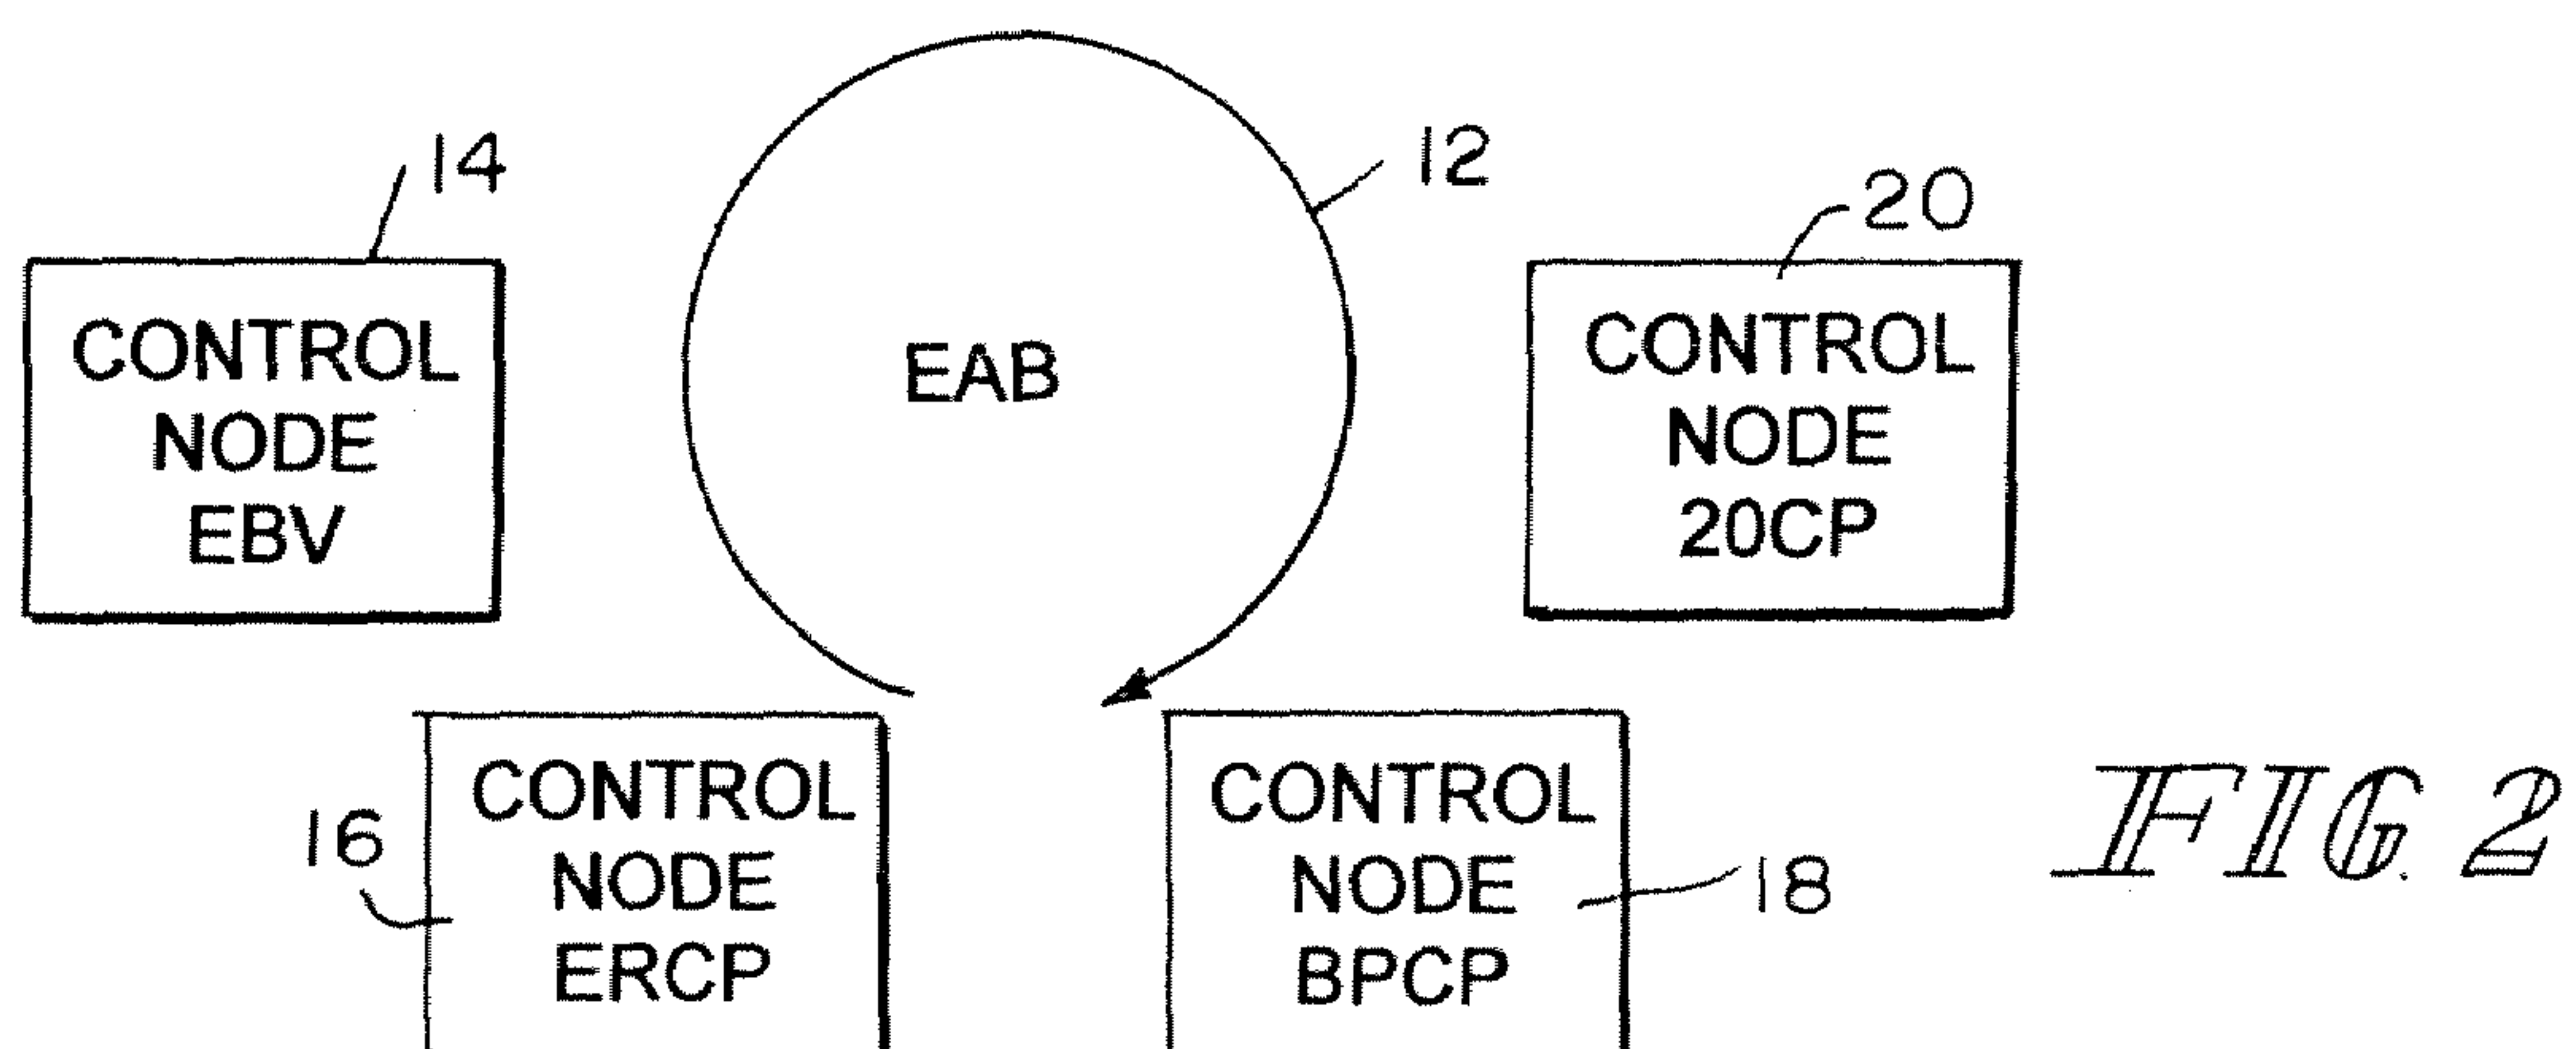 14
12
20
CONTROL
NODE
EBV
EAB
CONTROL
NODE
20CP
16
CONTROL
NODE
ERCP
CONTROL
NODE
BPCP
18
FIG. 2